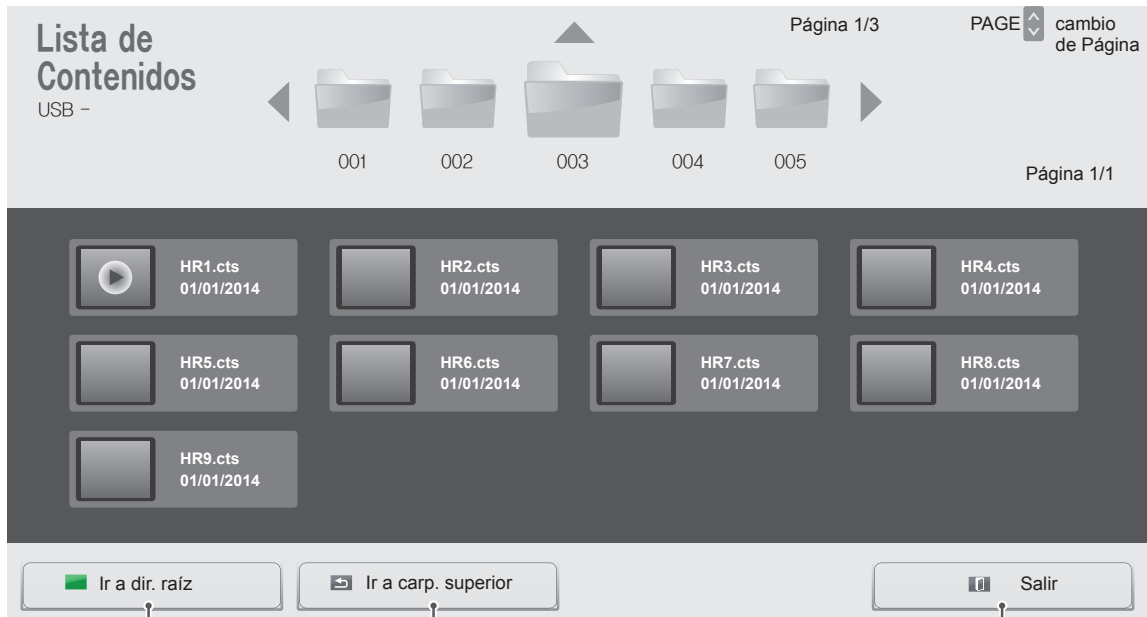 Lista de
Contenidos
USB -
Página 1/3
PAGE cambio
de Página
001 002 003 004 005
Página 1/1
HR1.cts
01/01/2014
HR2.cts
01/01/2014
HR3.cts
01/01/2014
HR4.cts
01/01/2014
HR5.cts
01/01/2014
HR6.cts
01/01/2014
HR7.cts
01/01/2014
HR8.cts
01/01/2014
HR9.cts
01/01/2014
Ir a dir. raíz
Ir a carp. superior
Salir